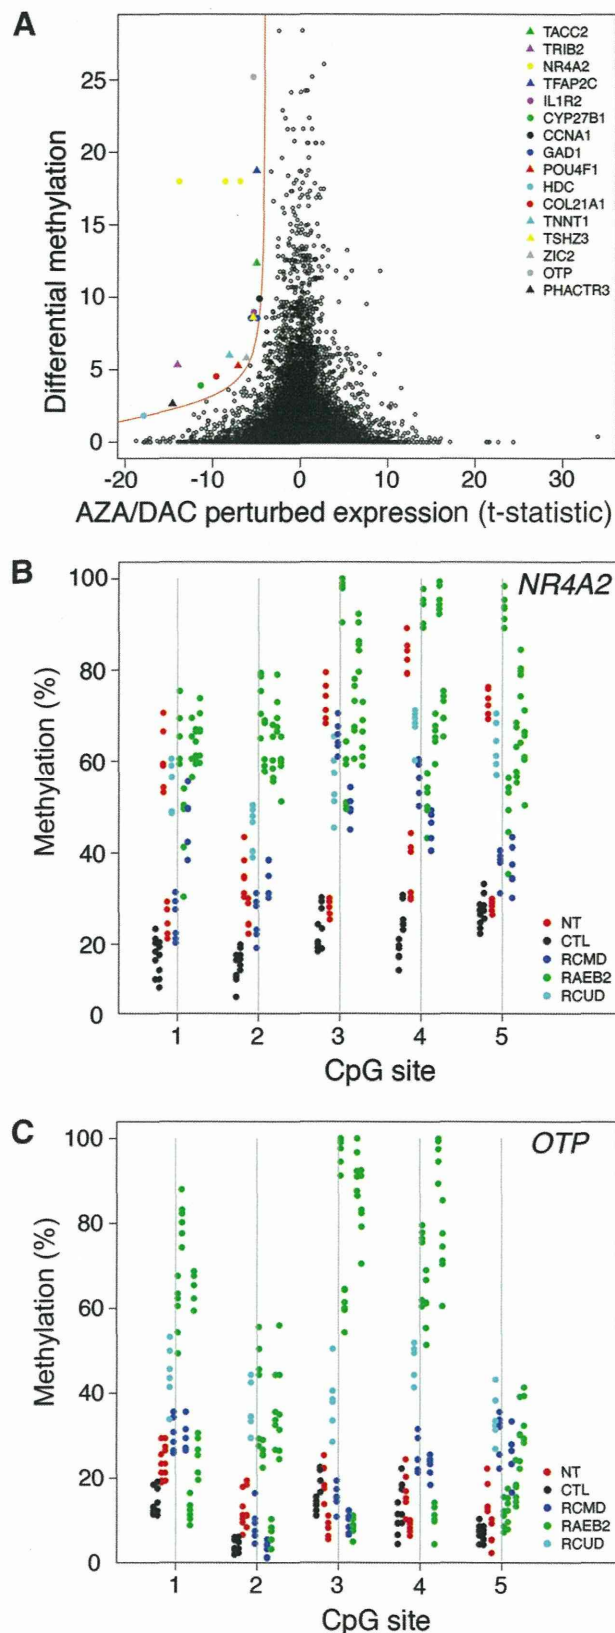 A
Differential methylation
25
20
15
10
5
0
-20
-10
0
10
20
30
AZA/DAC perturbed expression (t-statistic)
TACC2
TRIB2
NR4A2
TFAP2C
IL1R2
CYP27B1
CCNA1
GAD1
POU4F1
HDC
COL21A1
TNNT1
TSHZ3
ZIC2
OTP
PHACTR3
B
NR4A2
Methylation (%)
100
80
60
40
20
0
1
2
3
4
5
CpG site
NT
CTL
RCMD
RAEB2
RCUD
C
OTP
Methylation (%)
100
80
60
40
20
0
1
2
3
4
5
CpG site
NT
CTL
RCMD
RAEB2
RCUD